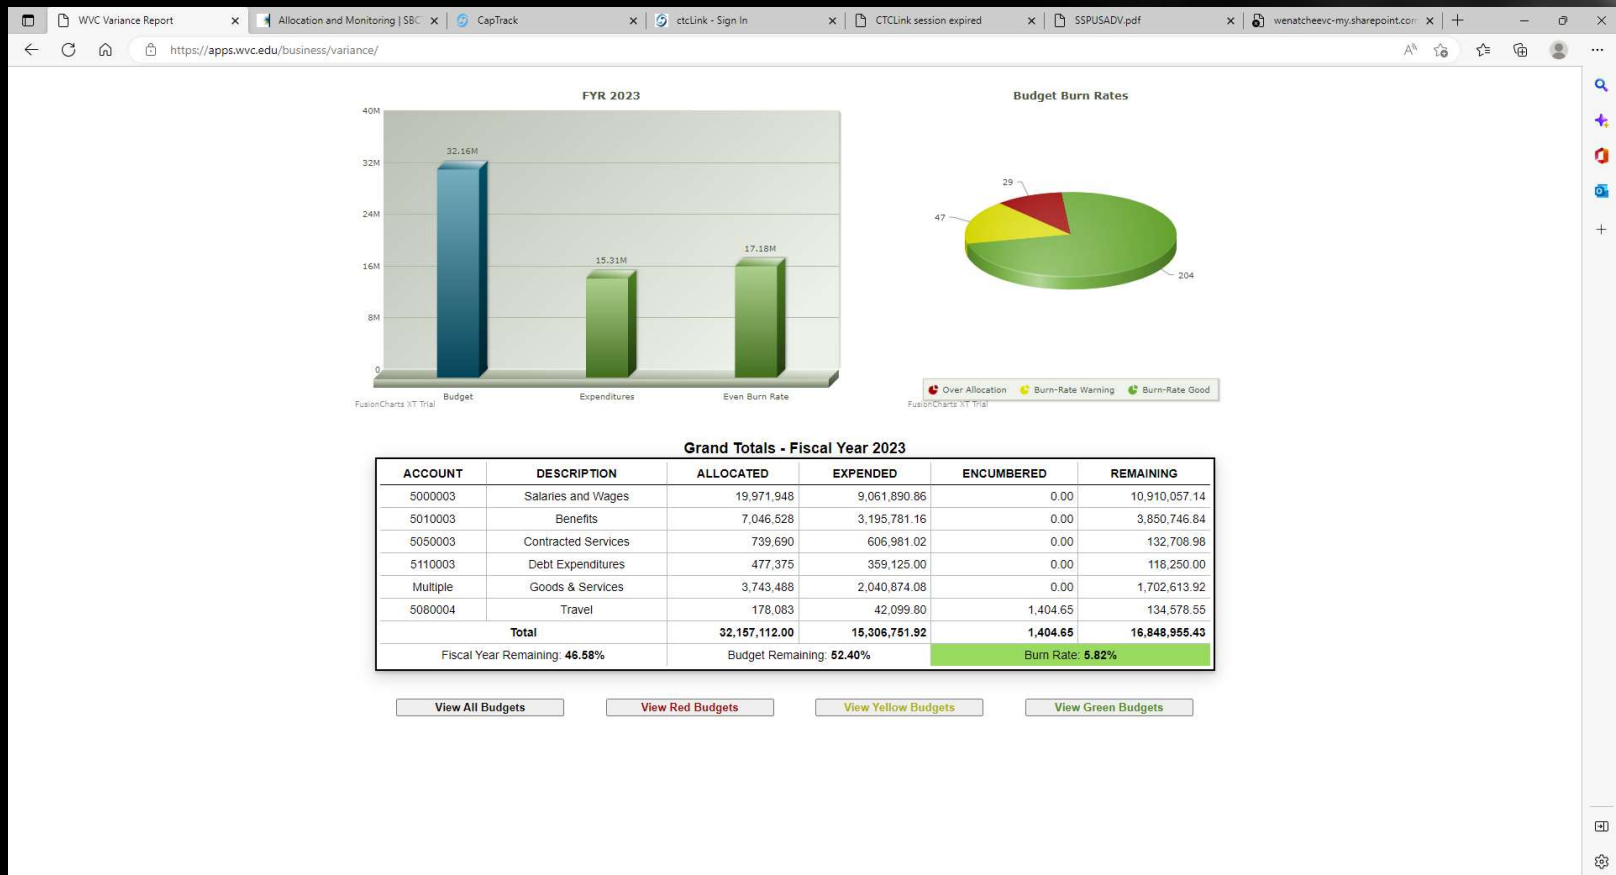 WVC Variance Report
Allocation and Monitoring | SBC
CapTrack
ctcLink - Sign In
CTCLink session expired
SSPUSADV.pdf
wenatcheevc-my.sharepoint.com
https://apps.wvc.edu/business/variance/
FYR 2023
40M
32M
24M
16M
8M
0
32.16M
15.31M
17.18M
Budget Expenditures Even Burn Rate
FusionCharts XT Trial
Budget Burn Rates
29
47
204
Over Allocation Burn-Rate Warning Burn-Rate Good
FusionCharts XT Trial
Grand Totals - Fiscal Year 2023
ACCOUNT DESCRIPTION ALLOCATED EXPENDED ENCUMBERED REMAINING
5000003 Salaries and Wages 19,971,948 9,061,890.86 0.00 10,910,057.14
5010003 Benefits 7,046,528 3,195,781.16 0.00 3,850,746.84
5050003 Contracted Services 739,690 606,981.02 0.00 132,708.98
5110003 Debt Expenditures 477,375 359,125.00 0.00 118,250.00
Multiple Goods & Services 3,743,488 2,040,874.08 0.00 1,702,613.92
5080004 Travel 178,083 42,099.80 1,404.65 134,578.55
Total 32,157,112.00 15,306,751.92 1,404.65 16,848,955.43
Fiscal Year Remaining: 46.58% Budget Remaining: 52.40% Burn Rate: 5.82%
View All Budgets View Red Budgets View Yellow Budgets View Green Budgets